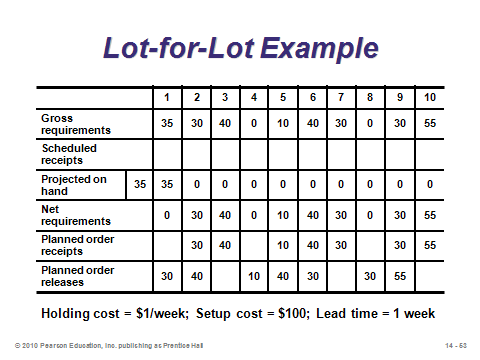 Lot-for-Lot Example
1 2 3 4 5 6 7 8 9 10
Gross
requirements 35 30 40 0 10 40 30 0 30 55
Scheduled
receipts
Projected on
hand 35 35 0 0 0 0 0 0 0 0 0
Net
requirements 0 30 40 0 10 40 30 0 30 55
Planned order
receipts 30 40 10 40 30 30 55
Planned order
releases 30 40 10 40 30 30 55
Holding cost = $1/week; Setup cost = $100; Lead time = 1 week
© 2010 Pearson Education, Inc. publishing as Prentice Hall 14 - 53